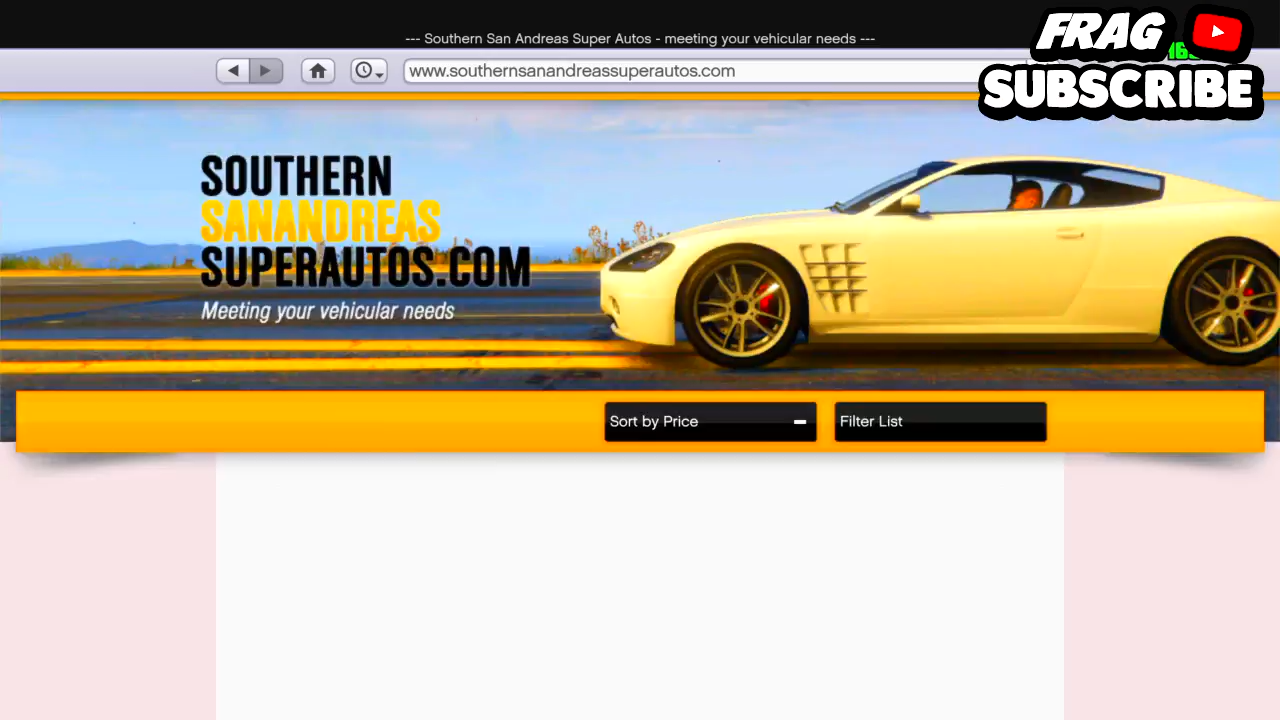 --- Southern San Andreas Super Autos - meeting your vehicular needs ---
FRAG
www.southernsanandreassuperautos.com
SUBSCRIBE
SOUTHERN
SANANDREAS
SUPERAUTOS.COM
Meeting your vehicular needs
Sort by Price
Filter List